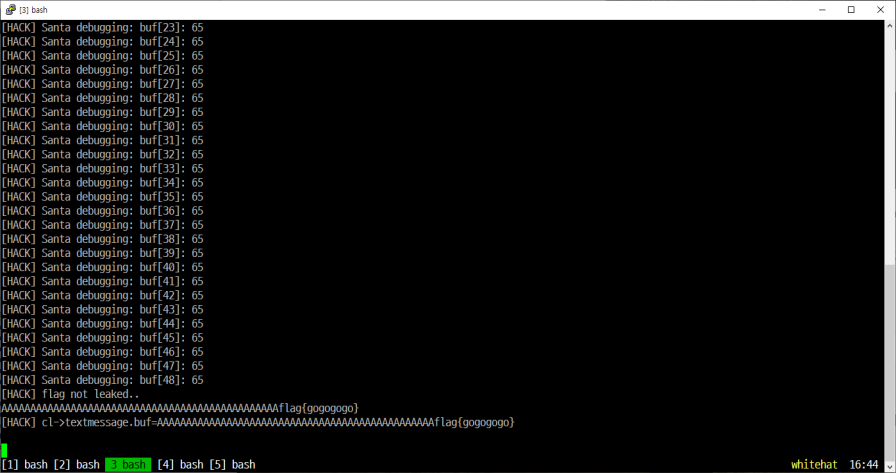 [3] bash
[HACK] Santa debugging: buf[23]: 65
[HACK] Santa debugging: buf[24]: 65
[HACK] Santa debugging: buf[25]: 65
[HACK] Santa debugging: buf[26]: 65
[HACK] Santa debugging: buf[27]: 65
[HACK] Santa debugging: buf[28]: 65
[HACK] Santa debugging: buf[29]: 65
[HACK] Santa debugging: buf[30]: 65
[HACK] Santa debugging: buf[31]: 65
[HACK] Santa debugging: buf[32]: 65
[HACK] Santa debugging: buf[33]: 65
[HACK] Santa debugging: buf[34]: 65
[HACK] Santa debugging: buf[35]: 65
[HACK] Santa debugging: buf[36]: 65
[HACK] Santa debugging: buf[37]: 65
[HACK] Santa debugging: buf[38]: 65
[HACK] Santa debugging: buf[39]: 65
[HACK] Santa debugging: buf[40]: 65
[HACK] Santa debugging: buf[41]: 65
[HACK] Santa debugging: buf[42]: 65
[HACK] Santa debugging: buf[43]: 65
[HACK] Santa debugging: buf[44]: 65
[HACK] Santa debugging: buf[45]: 65
[HACK] Santa debugging: buf[46]: 65
[HACK] Santa debugging: buf[47]: 65
[HACK] Santa debugging: buf[48]: 65
[HACK] flag not leaked..
AAAAAAAAAAAAAAAAAAAAAAAAAAAAAAAAAAAAAAAAAAAAAAAAflag{gogogogo}
[HACK] cl->textmessage.buf=AAAAAAAAAAAAAAAAAAAAAAAAAAAAAAAAAAAAAAAAAAAAAAAAflag{gogogogo}
[1] bash [2] bash 3 bash [4] bash [5] bash whitehat 16:44